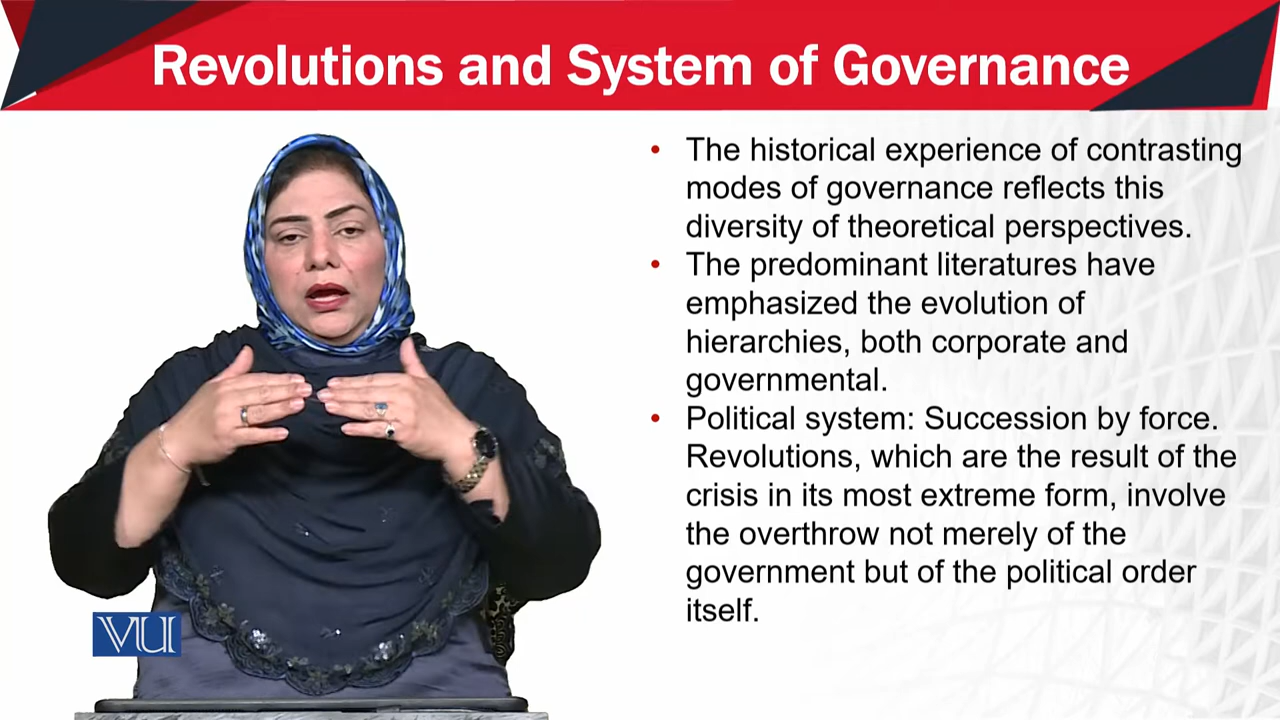 Revolutions and System of Governance
• The historical experience of contrasting
modes of governance reflects this
diversity of theoretical perspectives.
• The predominant literatures have
emphasized the evolution of
hierarchies, both corporate and
governmental.
• Political system: Succession by force.
Revolutions, which are the result of the
crisis in its most extreme form, involve
the overthrow not merely of the
government but of the political order
itself.
VU